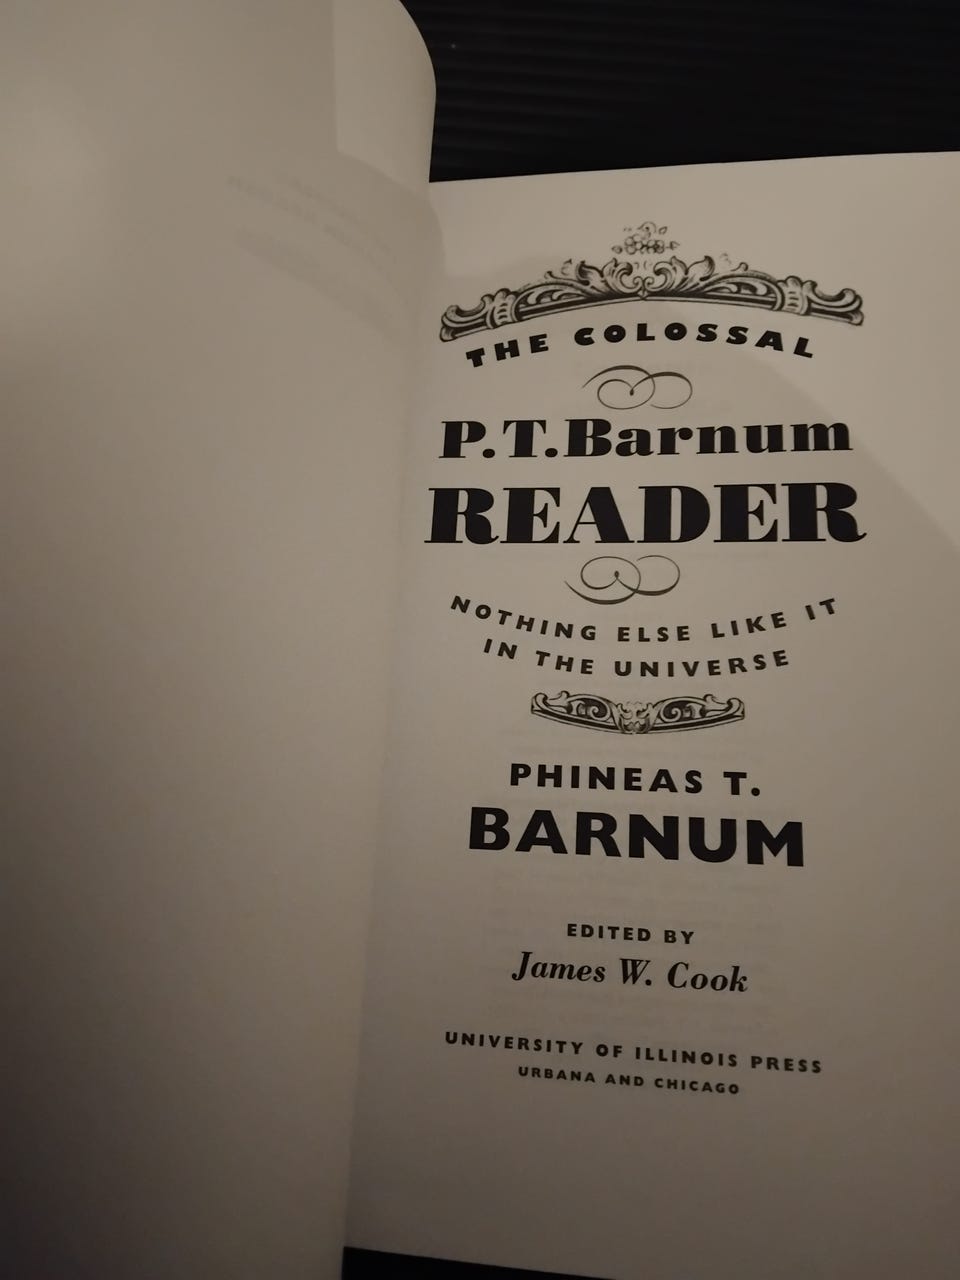 THE COLOSSAL
P.T.Barnum
READER
NOTHING ELSE LIKE IT
IN THE UNIVERSE
PHINEAS T.
BARNUM
EDITED BY
James W. Cook
UNIVERSITY OF ILLINOIS PRESS
URBANA AND CHICAGO